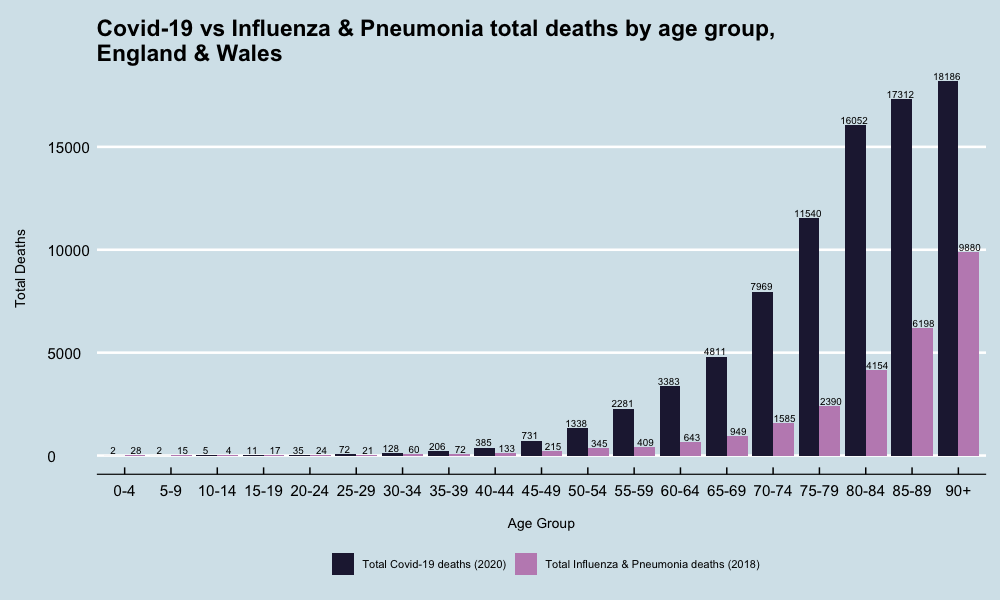 Covid-19 vs Influenza & Pneumonia total deaths by age group,
England & Wales
Total Deaths
15000
10000
5000
0
2 28 2 15 5 4 11 17 35 24 72 21 128 60 206 72 385 133 731 215 1338 345 2281 409 3383 643 4811 949 7969 1585 11540 2390 16052 4154 17312 6198 18186 9880
0-4 5-9 10-14 15-19 20-24 25-29 30-34 35-39 40-44 45-49 50-54 55-59 60-64 65-69 70-74 75-79 80-84 85-89 90+
Age Group
Total Covid-19 deaths (2020) Total Influenza & Pneumonia deaths (2018)